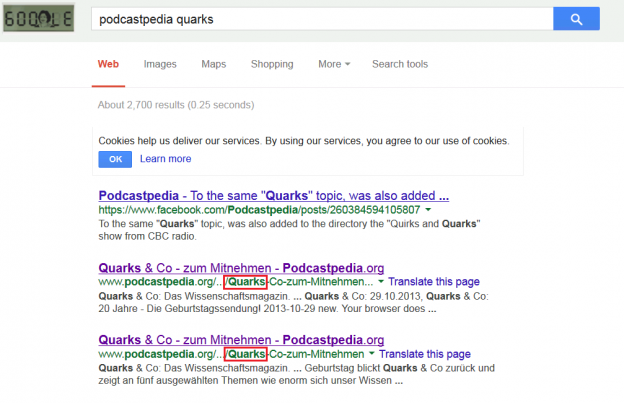 GOOGLE
podcastpedia quarks
Web Images Maps Shopping More Search tools
About 2,700 results (0.25 seconds)
Cookies help us deliver our services. By using our services, you agree to our use of cookies.
OK Learn more
Podcastpedia - To the same "Quarks" topic, was also added ...
https://www.facebook.com/Podcastpedia/posts/260384594105807
To the same "Quarks" topic, was also added to the directory the "Quirks and Quarks"
show from CBC radio.
Quarks & Co - zum Mitnehmen - Podcastpedia.org
www.podcastpedia.org/.../Quarks-Co-zum-Mitnehmen... Translate this page
Quarks & Co: Das Wissenschaftsmagazin. ... Quarks & Co: 29.10.2013, Quarks & Co:
20 Jahre - Die Geburtstagssendung! 2013-10-29 new. Your browser does ...
Quarks & Co - zum Mitnehmen - Podcastpedia.org
www.podcastpedia.org/.../Quarks-Co-zum-Mitnehmen Translate this page
Quarks & Co: Das Wissenschaftsmagazin. ... Geburtstag blickt Quarks & Co zurück und
zeigt an fünf ausgewählten Themen wie enorm sich unser Wissen ...